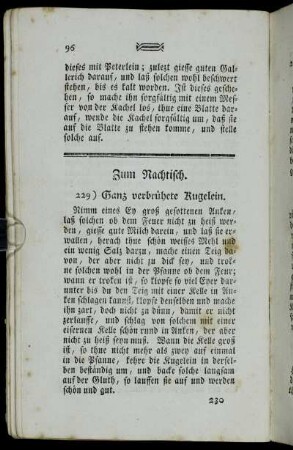 96
dieses mit Peterlein; zulezt giesse guten Gal-
lerich darauf, und laß solchen wohl beschwert
stehen, bis es kalt worden. Ist dieses gesche-
hen, so mache ihn sorgfältig mit einem Mes-
ser von der Kachel los, thue eine Blatte dar-
auf, wende die Kachel sorgfältig um, daß sie
auf die Blatte zu stehen komme, und stelle
solche auf.
Zum Nachtisch.
229) Ganz verbrühete Kugelein.
Nimm eines Ey groß gesottenen Anken,
laß solchen ob dem Feuer nicht zu heiß wer-
den, giesse gute Milch darein, und laß sie er-
wallen, herach thue schön weisses Mehl und
ein wenig Salz darzu, mache einen Teig da-
von, der aber nicht zu dick sey, und trök-
ne solchen wohl in der Pfanne ob dem Feur;
wann er troken ist, so klopfe so viel Eyer dar-
unter bis du den Teig mit einer Kelle in An-
ken schlagen kannst, klopfe denselben und mache
ihn zart, doch nicht zu dünn, damit er nicht
zerlauffe, und schlag von solchem mit einer
eisernen Kelle schön rund in Anken, der aber
nicht zu heiß seyn muß. Wann die Kelle groß
ist, so thue nicht mehr als zwey auf einmal
in die Pfanne, kehre die Kugelein in dersel-
ben beständig um, und backe solche langsam
auf der Gluth, so lauffen sie auf und werden
schön und gut.
230